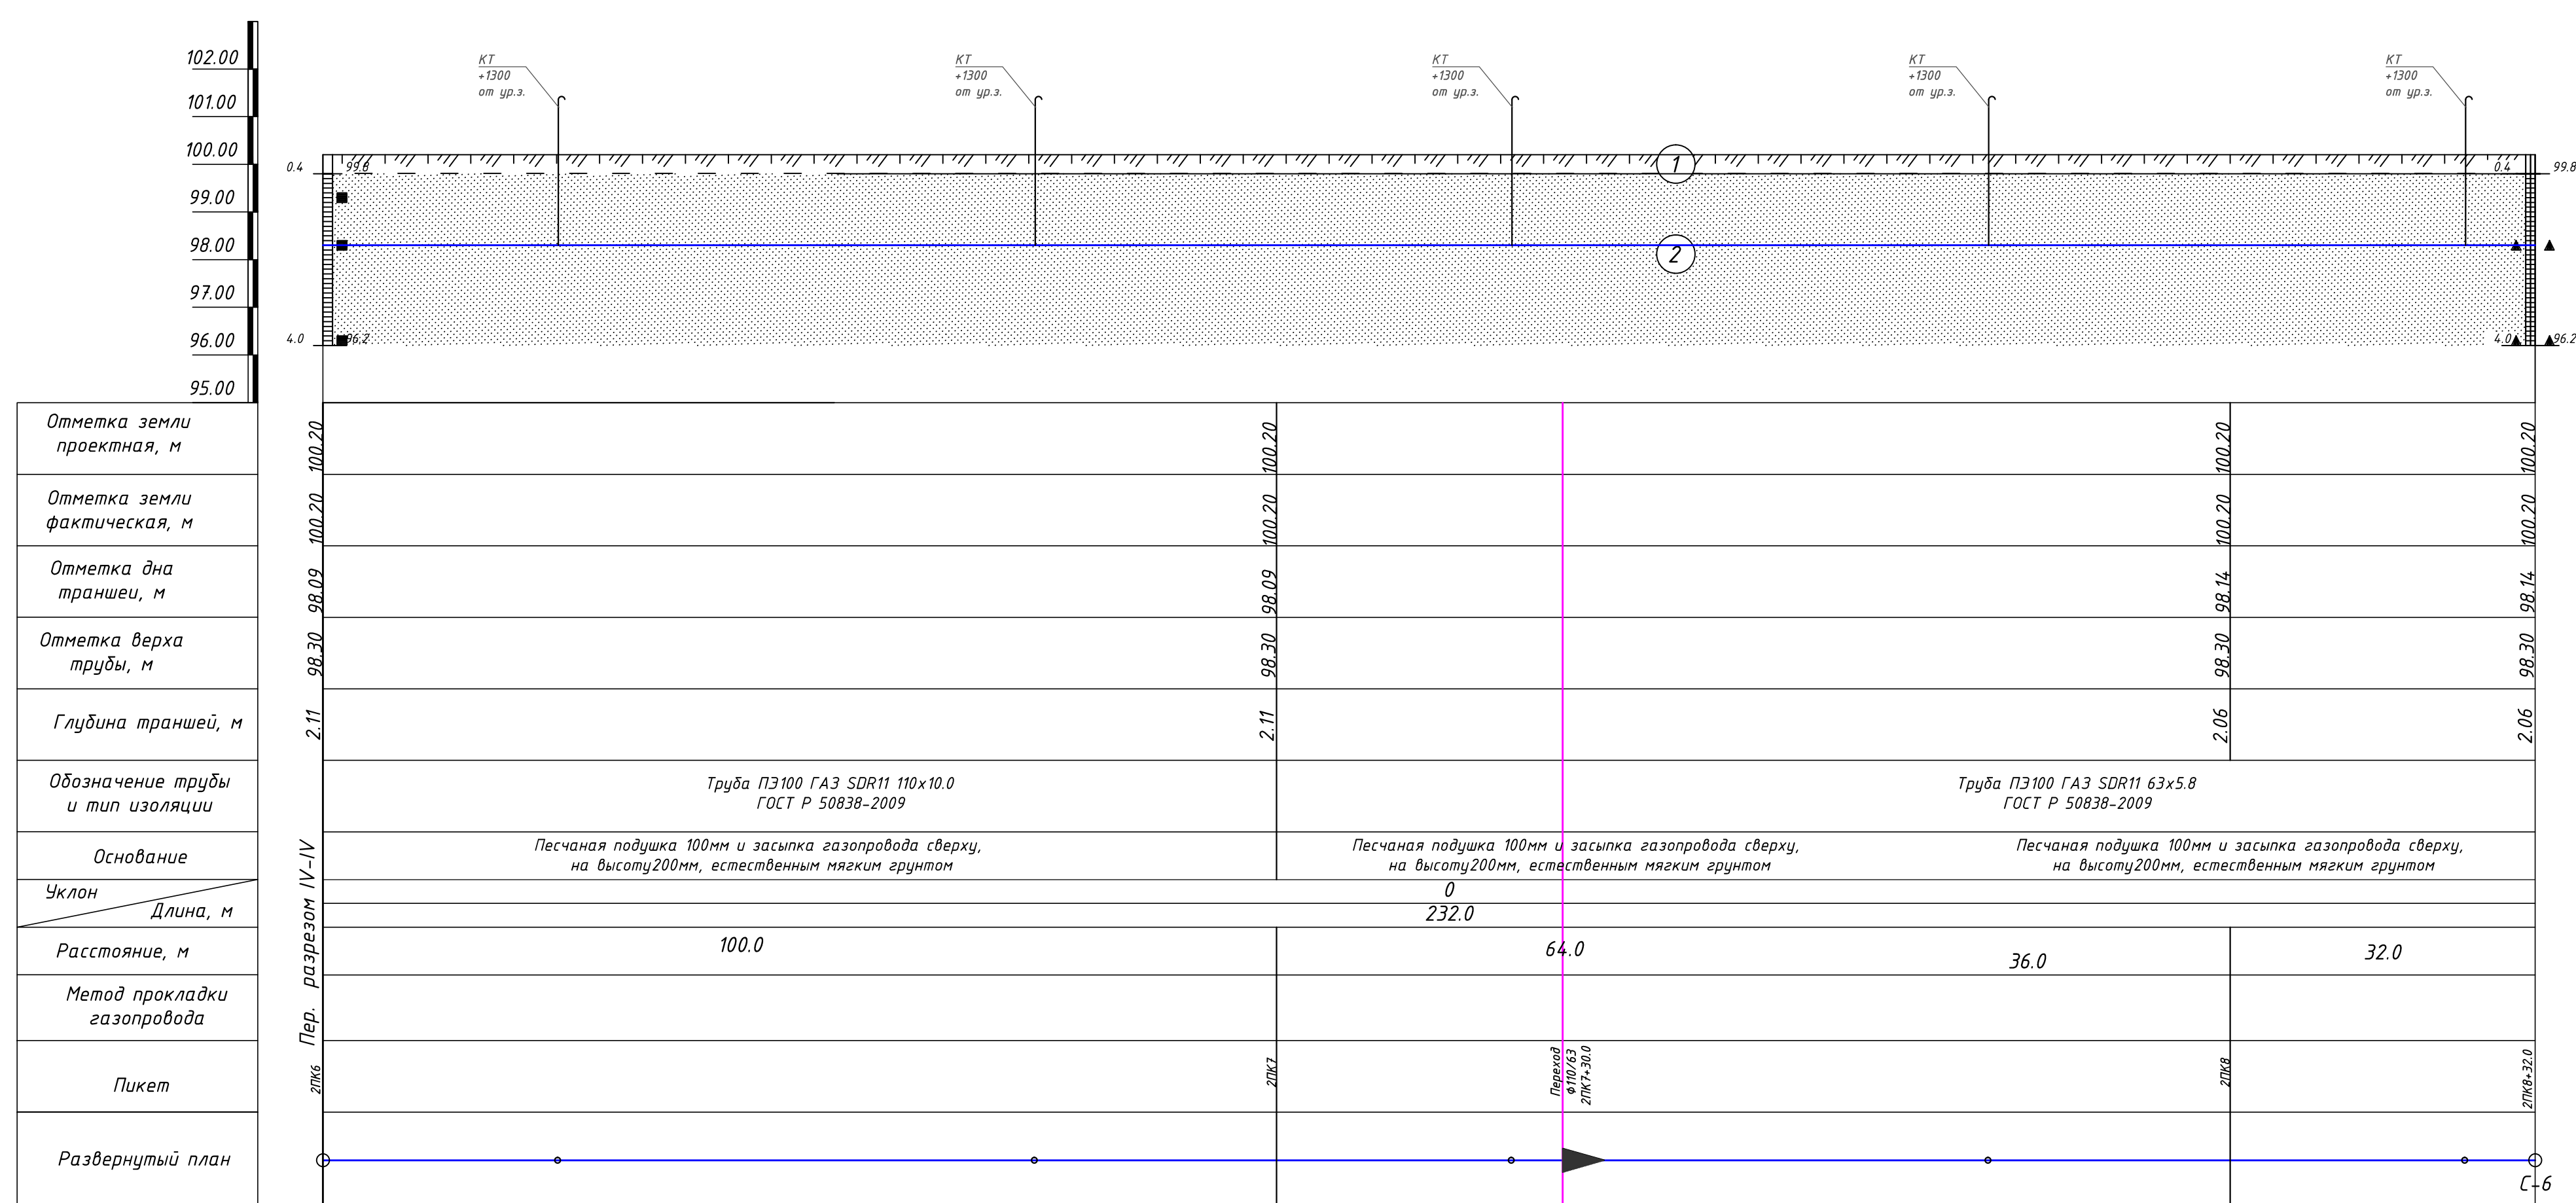 102.00
101.00
100.00
99.00
98.00
97.00
96.00
95.00
КТ
+1300
от ур.з.
КТ
+1300
от ур.з.
КТ
+1300
от ур.з.
КТ
+1300
от ур.з.
КТ
+1300
от ур.з.
0.4
99.8
1
0.4
99.8
2
4.0
96.2
4.0
96.2
Отметка земли
проектная, м
100.20
100.20
100.20
100.20
Отметка земли
фактическая, м
100.20
100.20
100.20
100.20
Отметка дна
траншеи, м
98.09
98.09
98.14
98.14
Отметка верха
трубы, м
98.30
98.30
98.30
98.30
Глубина траншей, м
2.11
2.11
2.06
2.06
Обозначение трубы
и тип изоляции
Труба ПЭ100 ГАЗ SDR11 110х10.0
ГОСТ Р 50838-2009
Труба ПЭ100 ГАЗ SDR11 63х5.8
ГОСТ Р 50838-2009
Основание
Песчаная подушка 100мм и засыпка газопровода сверху,
на высоту200мм, естественным мягким грунтом
Песчаная подушка 100мм и засыпка газопровода сверху,
на высоту200мм, естественным мягким грунтом
Песчаная подушка 100мм и засыпка газопровода сверху,
на высоту200мм, естественным мягким грунтом
Уклон
Длина, м
0
232.0
Расстояние, м
100.0
64.0
36.0
32.0
Метод прокладки
газопровода
Пер. разрезом IV-IV
Пикет
2ПК6
2ПК7
Переход
Ф110/63
2ПК7+30.0
2ПК8
2ПК8+32.0
Развернутый план
С-6